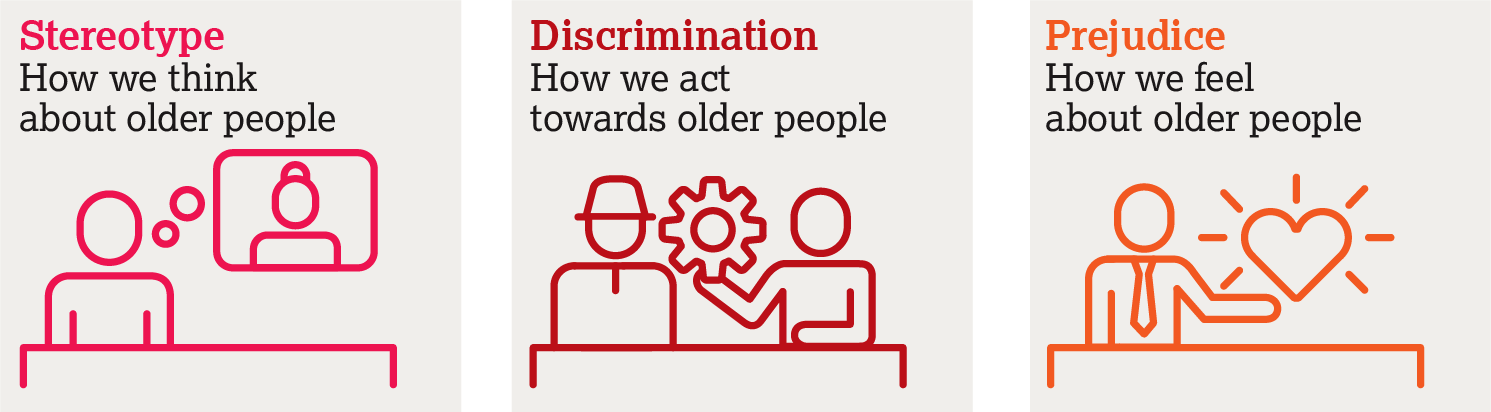 Stereotype
How we think
about older people
Discrimination
How we act
towards older people
Prejudice
How we feel
about older people